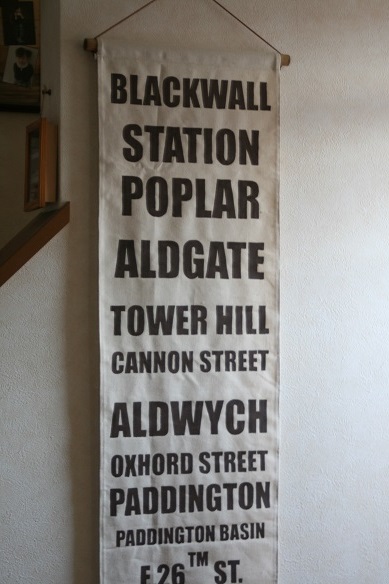 BLACKWALL
STATION
POPLAR
ALDGATE
TOWER HILL
CANNON STREET
ALDWYCH
OXHORD STREET
PADDINGTON
PADDINGTON BASIN
E 26TM ST.